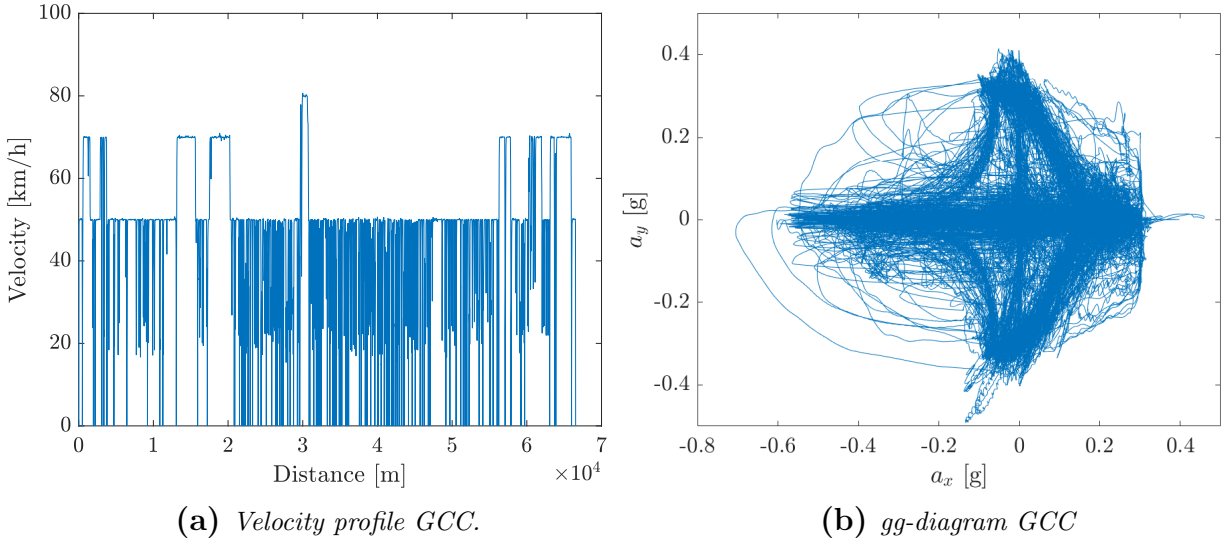 100
80
60
40
20
0
Velocity [km/h]
0 1 2 3 4 5 6 7
Distance [m]
×10^4
(a) Velocity profile GCC.
0.4
0.2
0
-0.2
-0.4
a_y [g]
-0.8 -0.6 -0.4 -0.2 0 0.2 0.4
a_x [g]
(b) gg-diagram GCC